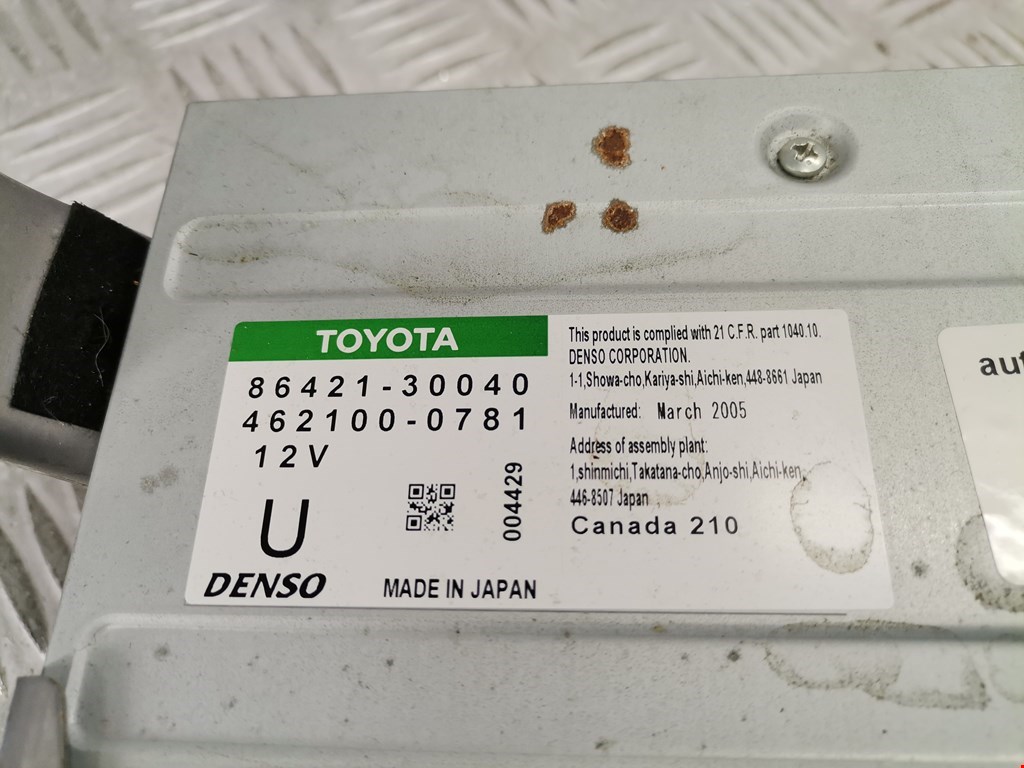 TOYOTA
86421-30040
462100-0781
12V
U
004429
DENSO
MADE IN JAPAN
This product is complied with 21 C.F.R. part 1040.10.
DENSO CORPORATION.
1-1,Showa-cho,Kariya-shi,Aichi-ken,448-8661 Japan
Manufactured: March 2005
Address of assembly plant:
1,shinmichi,Takatana-cho,Anjo-shi,Aichi-ken,
446-8507 Japan
Canada 210